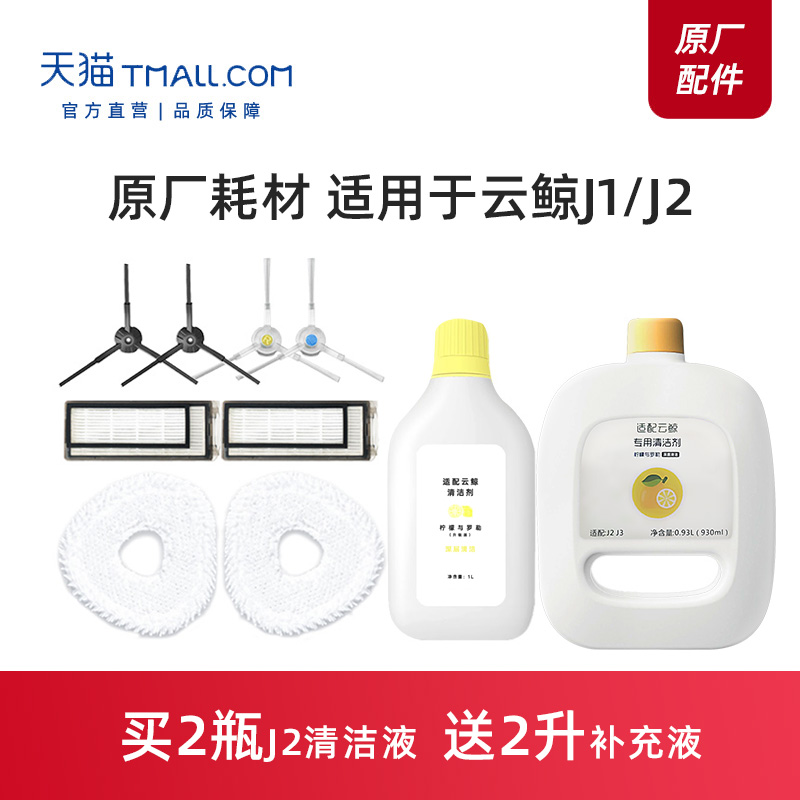 天猫 TMALL.COM
官方直营 | 品质保障
原厂
配件
原厂耗材 适用于云鲸J1/J2
适配云鲸
清洁剂
柠檬与罗勒
净含量：1L
适配云鲸
专用清洁剂
柠檬与罗勒
适配:J2 J3 净含量:0.93L（930ml）
买2瓶J2清洁液 送2升补充液